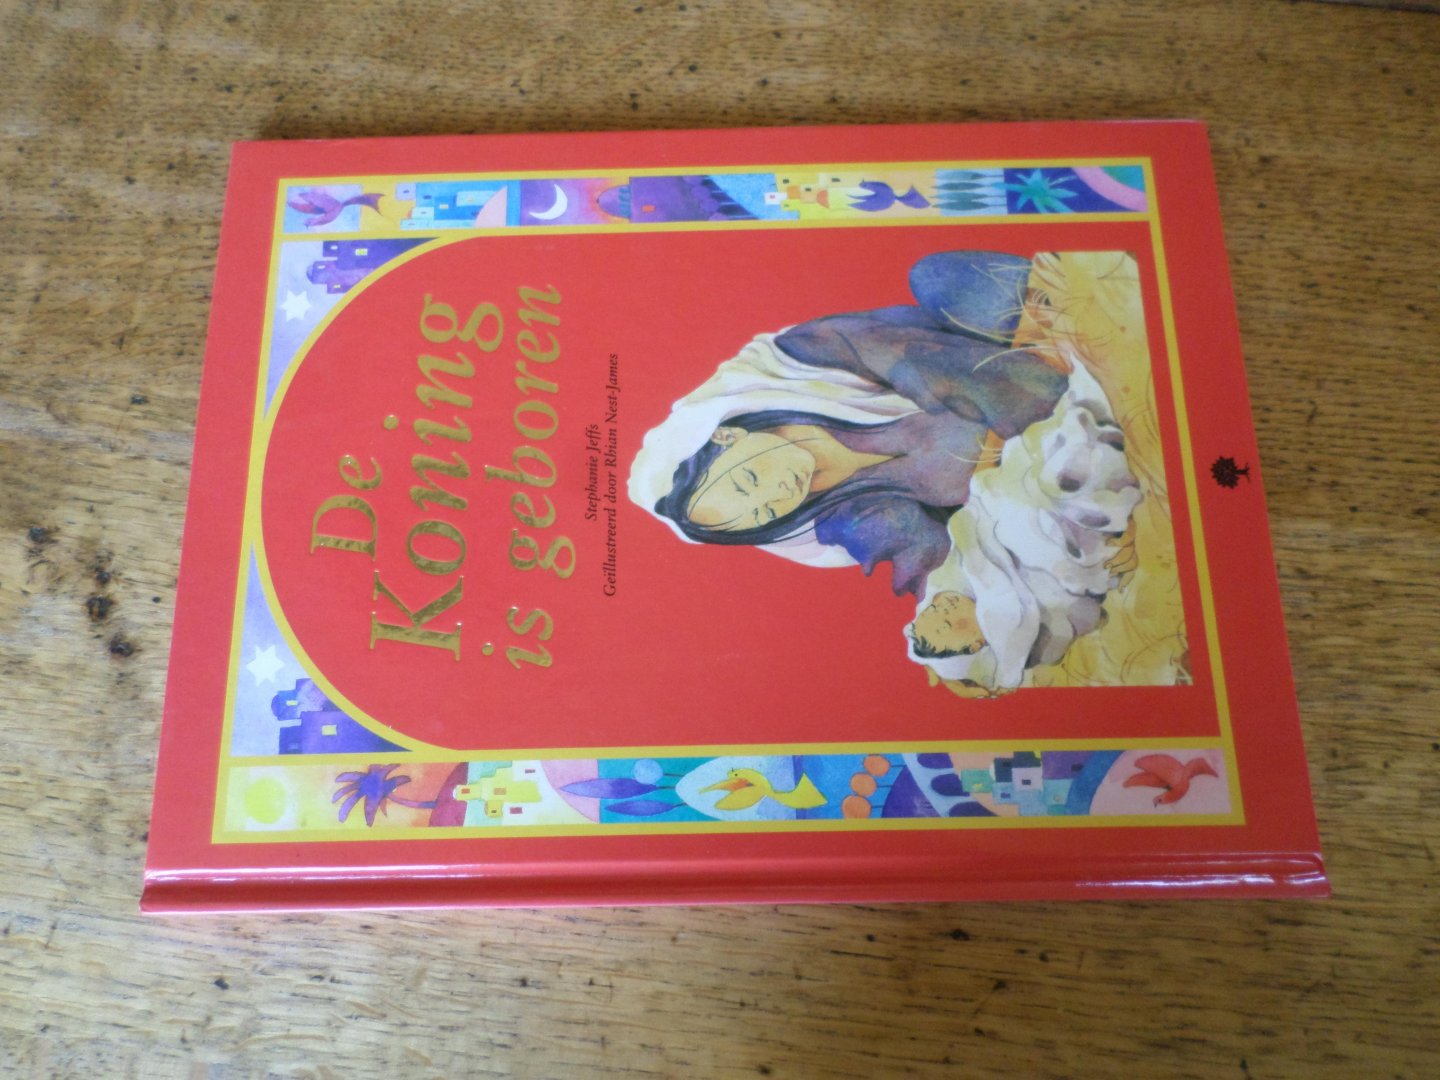 De
Koning
is geboren
Stephanie Jeffs
Geïllustreerd door Rhian Nest-James